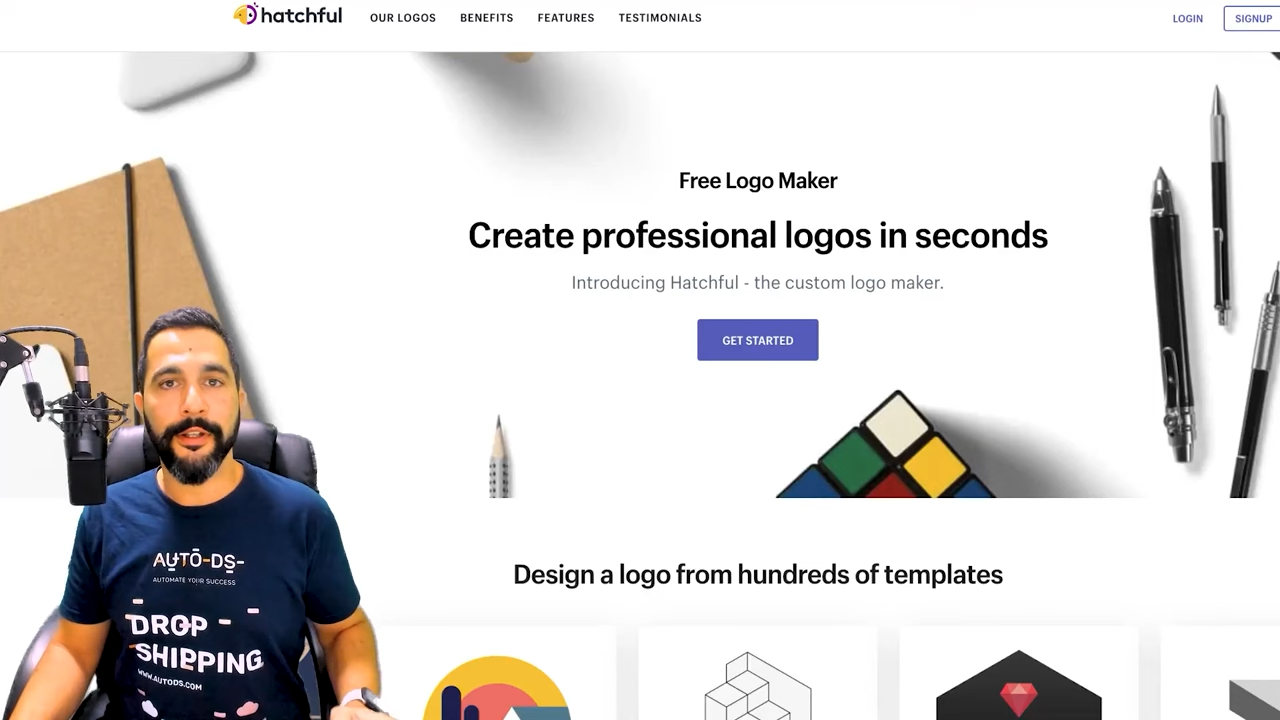 hatchful
OUR LOGOS
BENEFITS
FEATURES
TESTIMONIALS
LOGIN
SIGNUP
Free Logo Maker
Create professional logos in seconds
Introducing Hatchful - the custom logo maker.
GET STARTED
Design a logo from hundreds of templates
AUTO-DS-
AUTOMATE YOUR SUCCESS
DROP
SHIPPING
WWW.AUTODS.COM